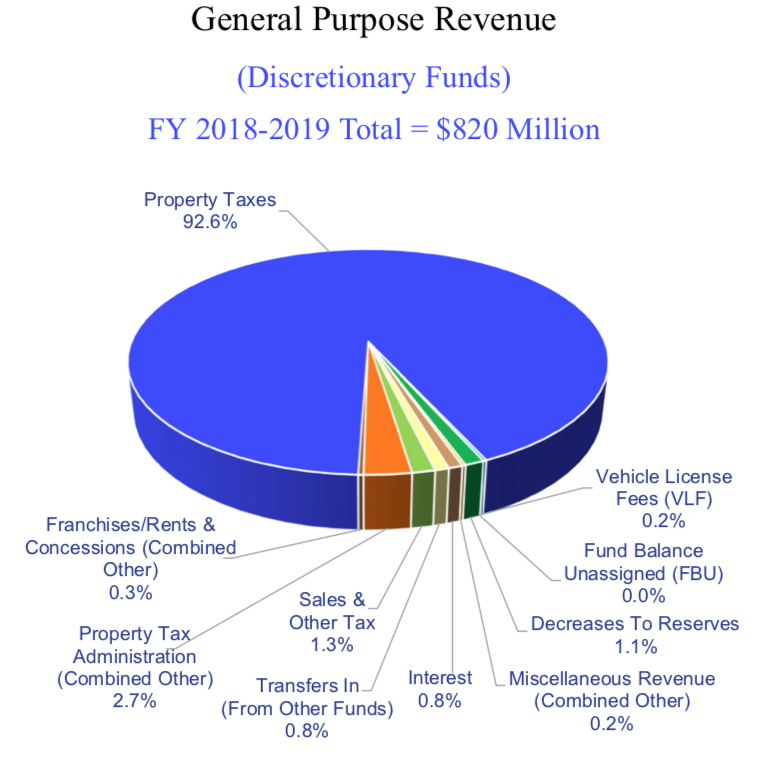 General Purpose Revenue
(Discretionary Funds)
FY 2018-2019 Total = $820 Million
Property Taxes
92.6%
Vehicle License
Fees (VLF)
0.2%
Fund Balance
Unassigned (FBU)
0.0%
Decreases To Reserves
1.1%
Miscellaneous Revenue
(Combined Other)
0.2%
Interest
0.8%
Transfers In
(From Other Funds)
0.8%
Sales &
Other Tax
1.3%
Property Tax
Administration
(Combined Other)
2.7%
Franchises/Rents &
Concessions (Combined
Other)
0.3%